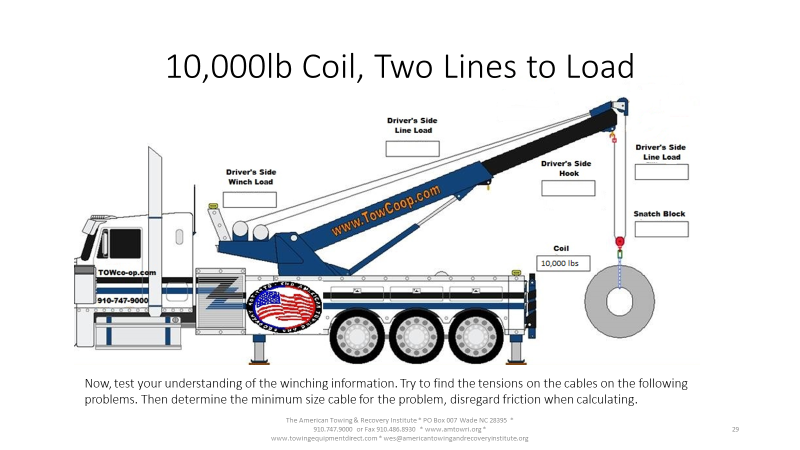 10,000lb Coil, Two Lines to Load
Driver's Side
Line Load
Driver's Side
Winch Load
Driver's Side
Hook
Driver's Side
Line Load
Snatch Block
Coil
10,000 lbs
www.TowCoop.com
TOWco-op.com
910-747-9000
Now, test your understanding of the winching information. Try to find the tensions on the cables on the following
problems. Then determine the minimum size cable for the problem, disregard friction when calculating.
The American Towing & Recovery Institute * PO Box 007 Wade NC 28395 *
910.747.9000 or Fax 910.486.8930 * www.amtowri.org *
www.towingequipmentdirect.com * wes@americantowingandrecoveryinstitute.org
29